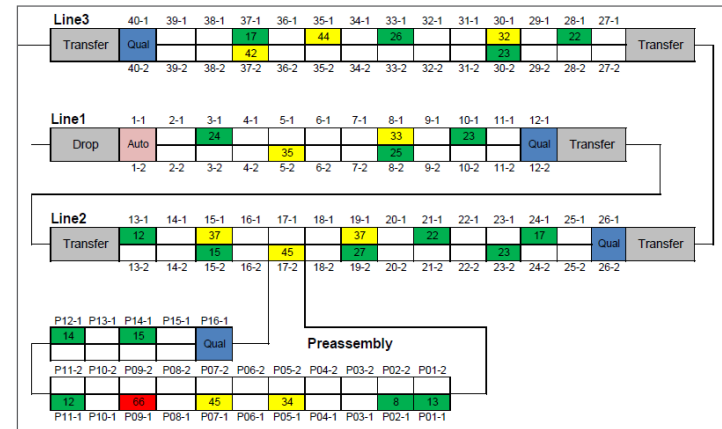 Line3 40-1 39-1 38-1 37-1 36-1 35-1 34-1 33-1 32-1 31-1 30-1 29-1 28-1 27-1
17 44 26 32 22
Transfer Qual Transfer
42 23
40-2 39-2 38-2 37-2 36-2 35-2 34-2 33-2 32-2 31-2 30-2 29-2 28-2 27-2
Line1 1-1 2-1 3-1 4-1 5-1 6-1 7-1 8-1 9-1 10-1 11-1 12-1
24 33 23
Drop Auto Qual Transfer
35 25
1-2 2-2 3-2 4-2 5-2 6-2 7-2 8-2 9-2 10-2 11-2 12-2
Line2 13-1 14-1 15-1 16-1 17-1 18-1 19-1 20-1 21-1 22-1 23-1 24-1 25-1 26-1
12 37 37 22 17
Transfer Qual Transfer
15 45 27 23
13-2 14-2 15-2 16-2 17-2 18-2 19-2 20-2 21-2 22-2 23-2 24-2 25-2 26-2
P12-1 P13-1 P14-1 P15-1 P16-1
14 15
Qual Preassembly
P11-2 P10-2 P09-2 P08-2 P07-2 P06-2 P05-2 P04-2 P03-2 P02-2 P01-2
12 66 45 34 8 13
P11-1 P10-1 P09-1 P08-1 P07-1 P06-1 P05-1 P04-1 P03-1 P02-1 P01-1